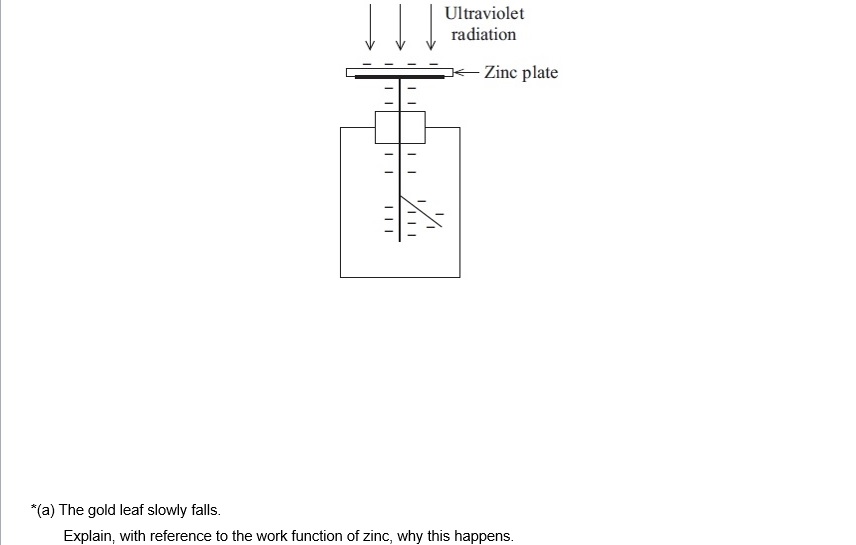 Ultraviolet
radiation
Zinc plate
*(a) The gold leaf slowly falls.
Explain, with reference to the work function of zinc, why this happens.